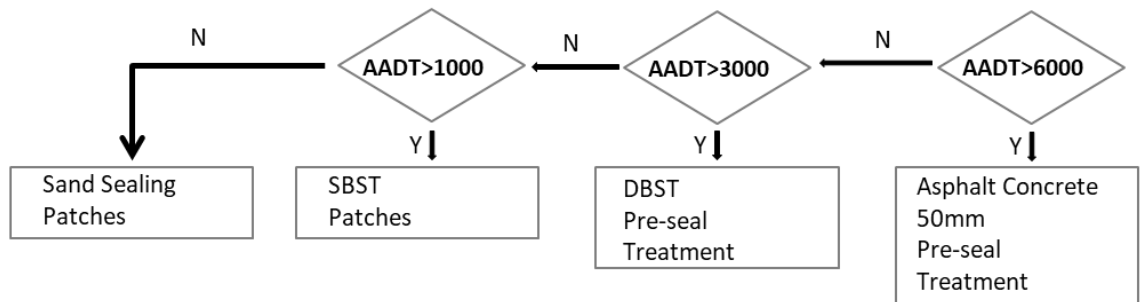 N
N
N
AADT>1000
AADT>3000
AADT>6000
Y
Y
Y
Sand Sealing
Patches
SBST
Patches
DBST
Pre-seal
Treatment
Asphalt Concrete
50mm
Pre-seal
Treatment